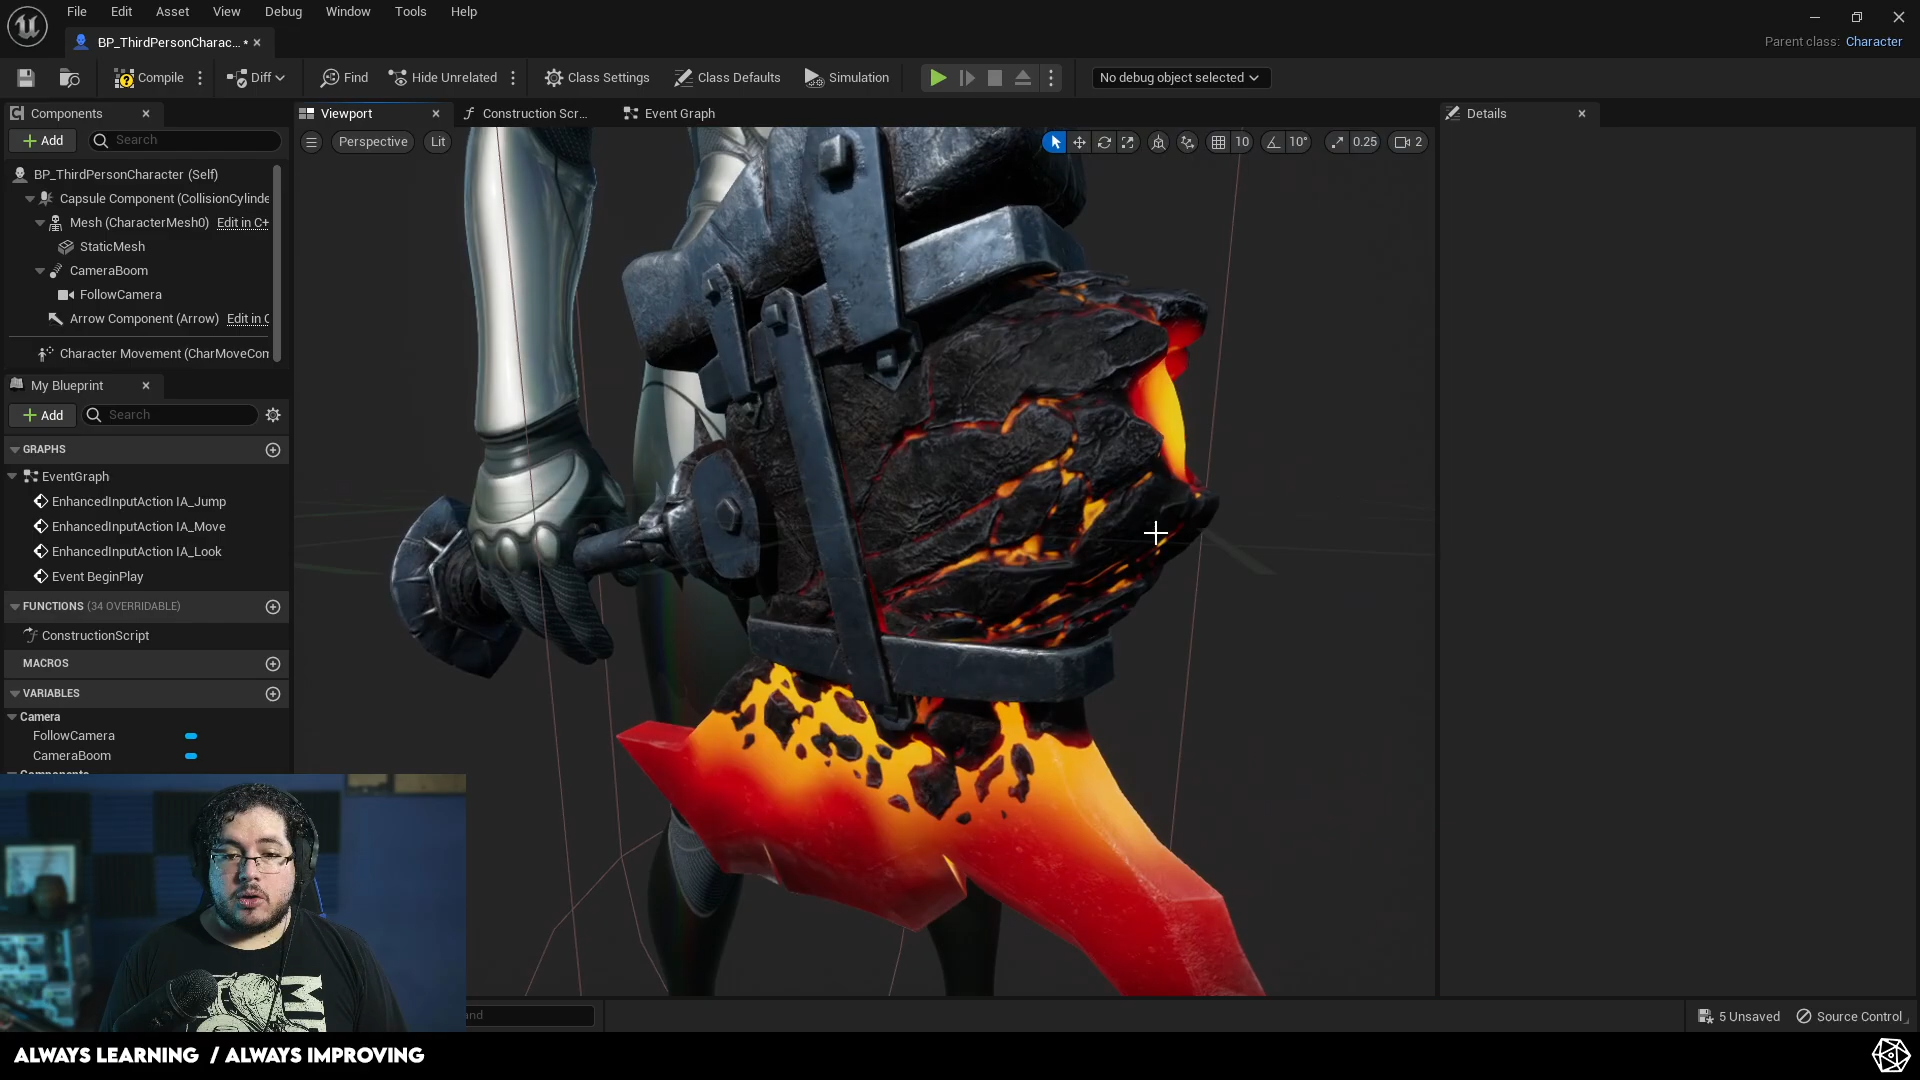 File Edit Asset View Debug Window Tools Help
BP_ThirdPersonCharac... *
Parent class: Character
Compile Diff Find Hide Unrelated Class Settings Class Defaults Simulation No debug object selected
Components
Viewport Construction Scr... Event Graph
Details
Add Search
Perspective Lit 10 10° 0.25 2
BP_ThirdPersonCharacter (Self)
Capsule Component (CollisionCylinde
Mesh (CharacterMesh0) Edit in C+
StaticMesh
CameraBoom
FollowCamera
Arrow Component (Arrow) Edit in C
Character Movement (CharMoveCom
My Blueprint
Add Search
GRAPHS
EventGraph
EnhancedInputAction IA_Jump
EnhancedInputAction IA_Move
EnhancedInputAction IA_Look
Event BeginPlay
FUNCTIONS (34 OVERRIDABLE)
ConstructionScript
MACROS
VARIABLES
Camera
FollowCamera
CameraBoom
and
5 Unsaved Source Control
ALWAYS LEARNING / ALWAYS IMPROVING